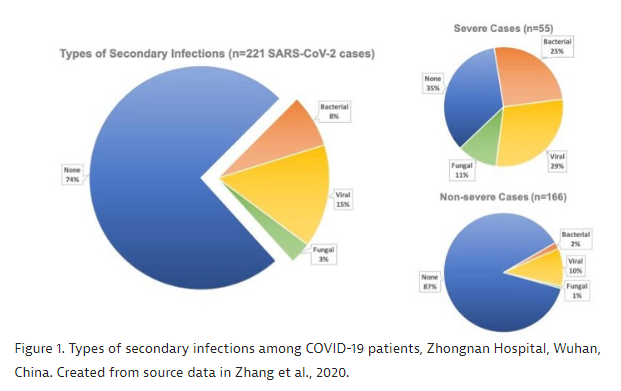 Types of Secondary Infections (n=221 SARS-CoV-2 cases)
None
74%
Bacterial
8%
Viral
15%
Fungal
3%
Severe Cases (n=55)
Bacterial
25%
None
35%
Viral
29%
Fungal
11%
Non-severe Cases (n=166)
Bacterial
2%
Viral
10%
None
87%
Fungal
1%
Figure 1. Types of secondary infections among COVID-19 patients, Zhongnan Hospital, Wuhan,
China. Created from source data in Zhang et al., 2020.